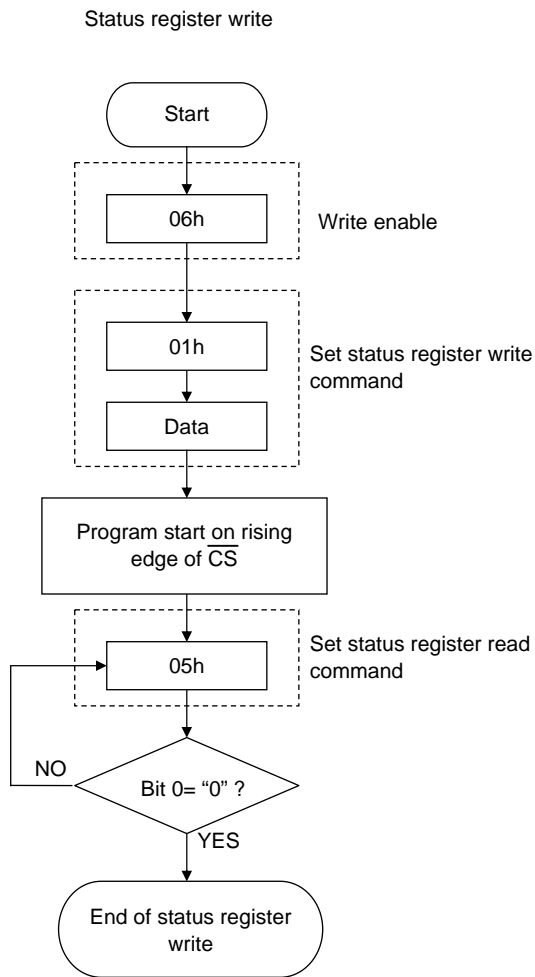 Status register write
Start
06h
Write enable
01h
Set status register write
command
Data
Program start on rising
edge of C̅S̅
Set status register read
command
05h
NO
Bit 0= “0” ?
YES
End of status register
write